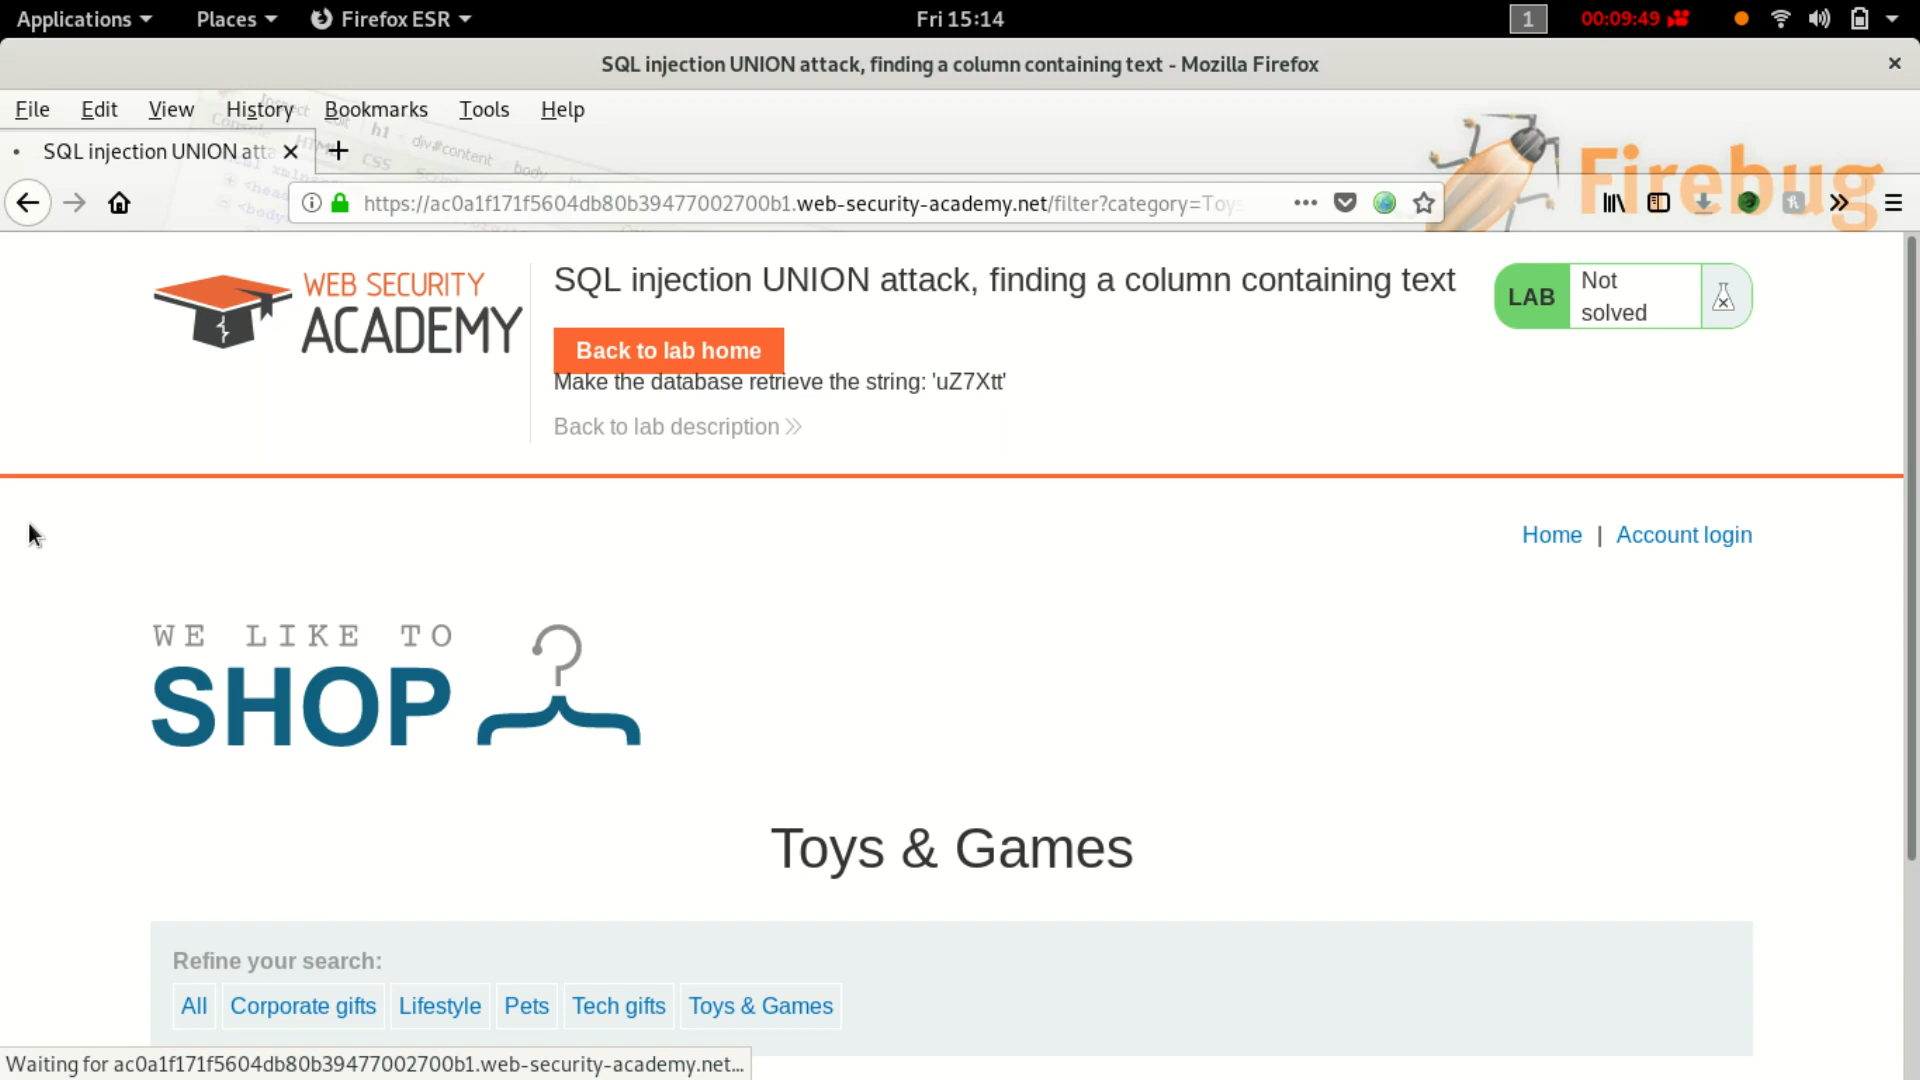 Applications Places Firefox ESR Fri 15:14 1 00:09:49
SQL injection UNION attack, finding a column containing text - Mozilla Firefox
File Edit View History Bookmarks Tools Help
SQL injection UNION atta
https://ac0a1f171f5604db80b39477002700b1.web-security-academy.net/filter?category=Toys
Firebug
WEB SECURITY
ACADEMY
SQL injection UNION attack, finding a column containing text
LAB Not solved
Back to lab home
Make the database retrieve the string: 'uZ7Xtt'
Back to lab description
Home | Account login
WE LIKE TO
SHOP
Toys & Games
Refine your search:
All Corporate gifts Lifestyle Pets Tech gifts Toys & Games
Waiting for ac0a1f171f5604db80b39477002700b1.web-security-academy.net...